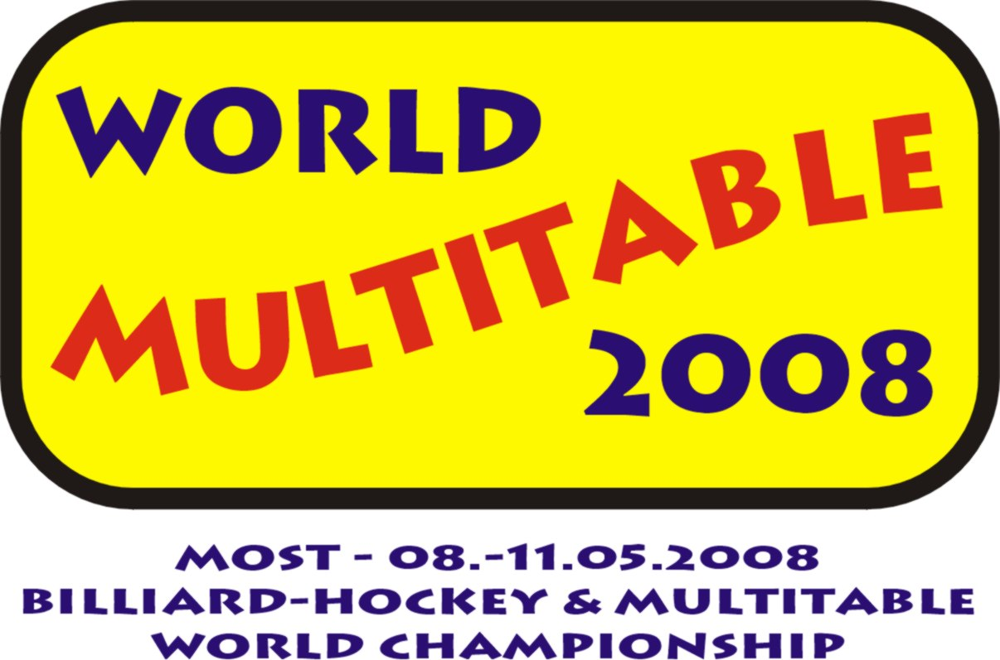 WORLD
MULTITABLE
2008
MOST - 08.-11.05.2008
BILLIARD-HOCKEY & MULTITABLE
WORLD CHAMPIONSHIP